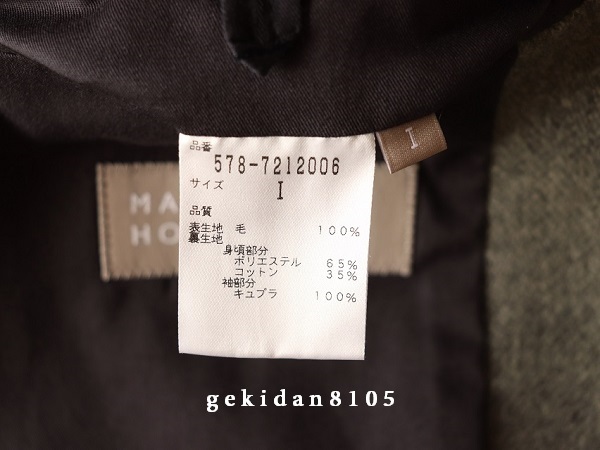 品番
578-7212006
サイズ
I
品質
表生地 毛 100%
裏生地
身頃部分
ポリエステル 65%
コットン 35%
袖部分
キュプラ 100%
I
MA
HO
gekidan8105